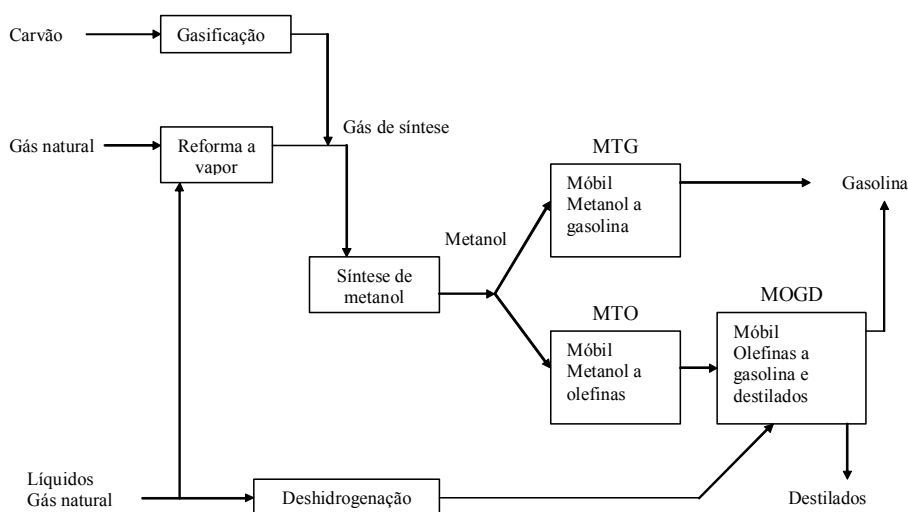 Carvão
Gasificação
Gás natural
Reforma a
vapor
Gás de síntese
MTG
Móbil
Metanol a
gasolina
Gasolina
Metanol
Síntese de
metanol
MTO
Móbil
Metanol a
olefinas
MOGD
Móbil
Olefinas a
gasolina e
destilados
Líquidos
Gás natural
Deshidrogenação
Destilados